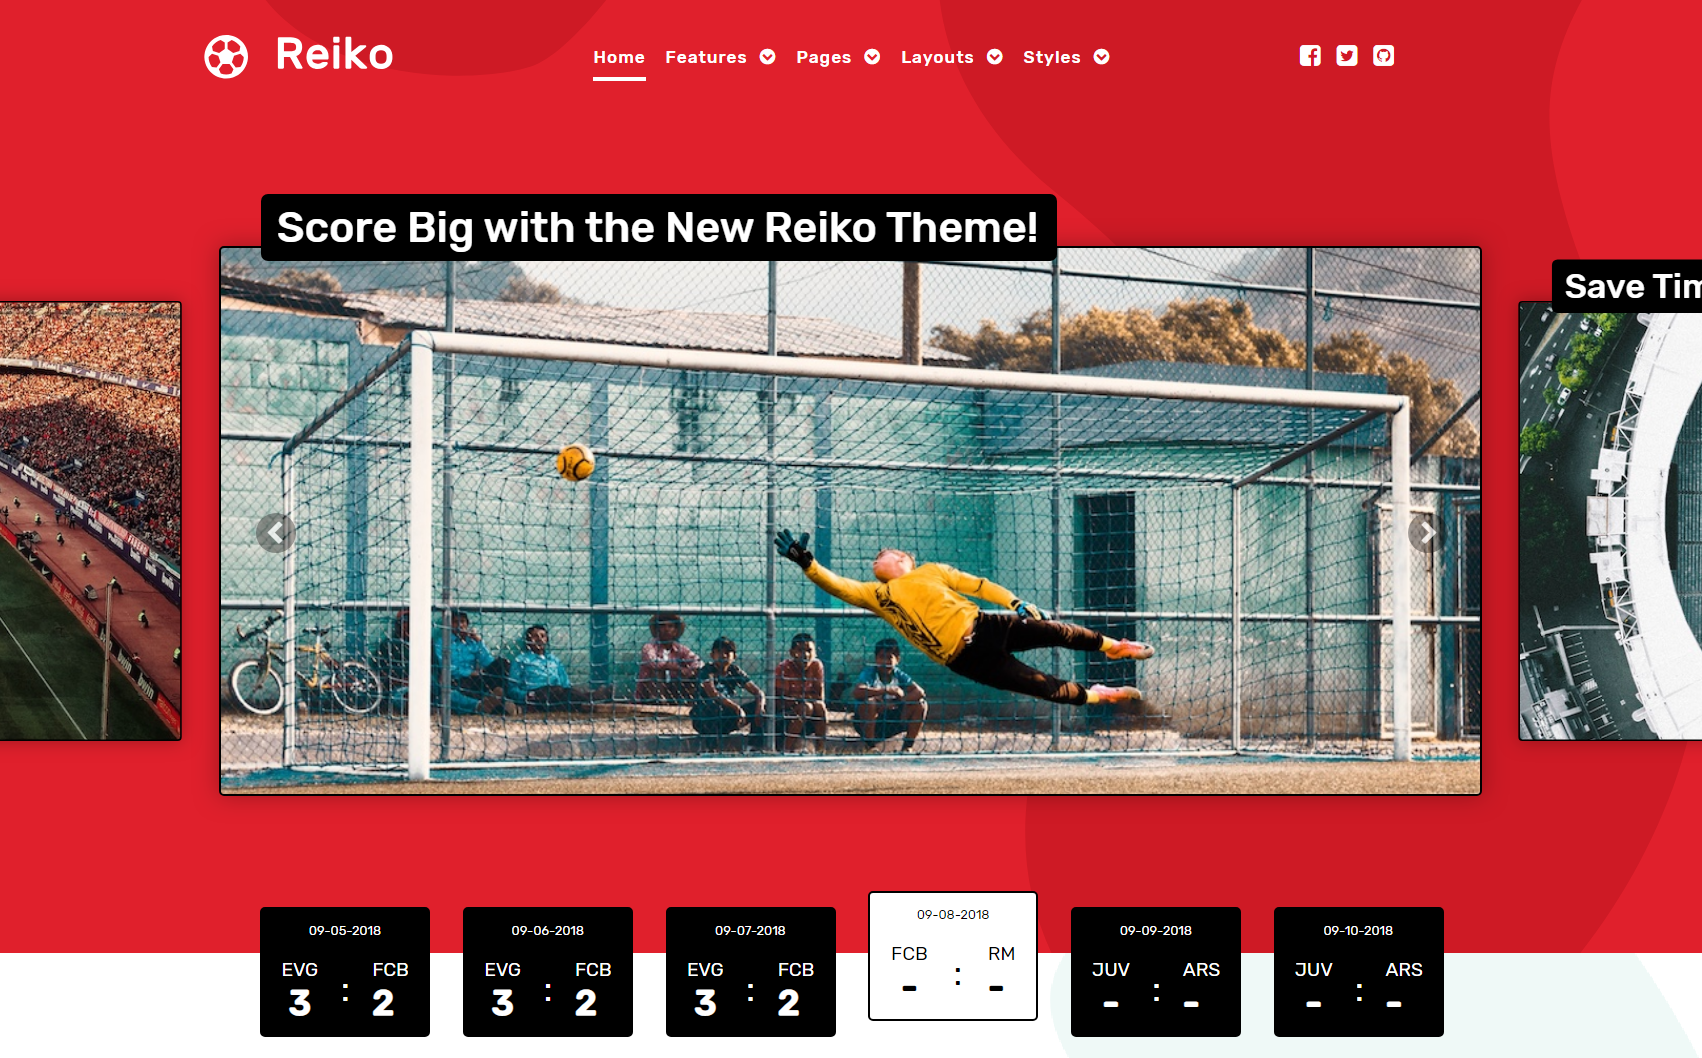 Reiko
Home Features Pages Layouts Styles
Score Big with the New Reiko Theme!
Save Tim
09-05-2018
EVG : FCB
3 2
09-06-2018
EVG : FCB
3 2
09-07-2018
EVG : FCB
3 2
09-08-2018
FCB : RM
- -
09-09-2018
JUV : ARS
- -
09-10-2018
JUV : ARS
- -